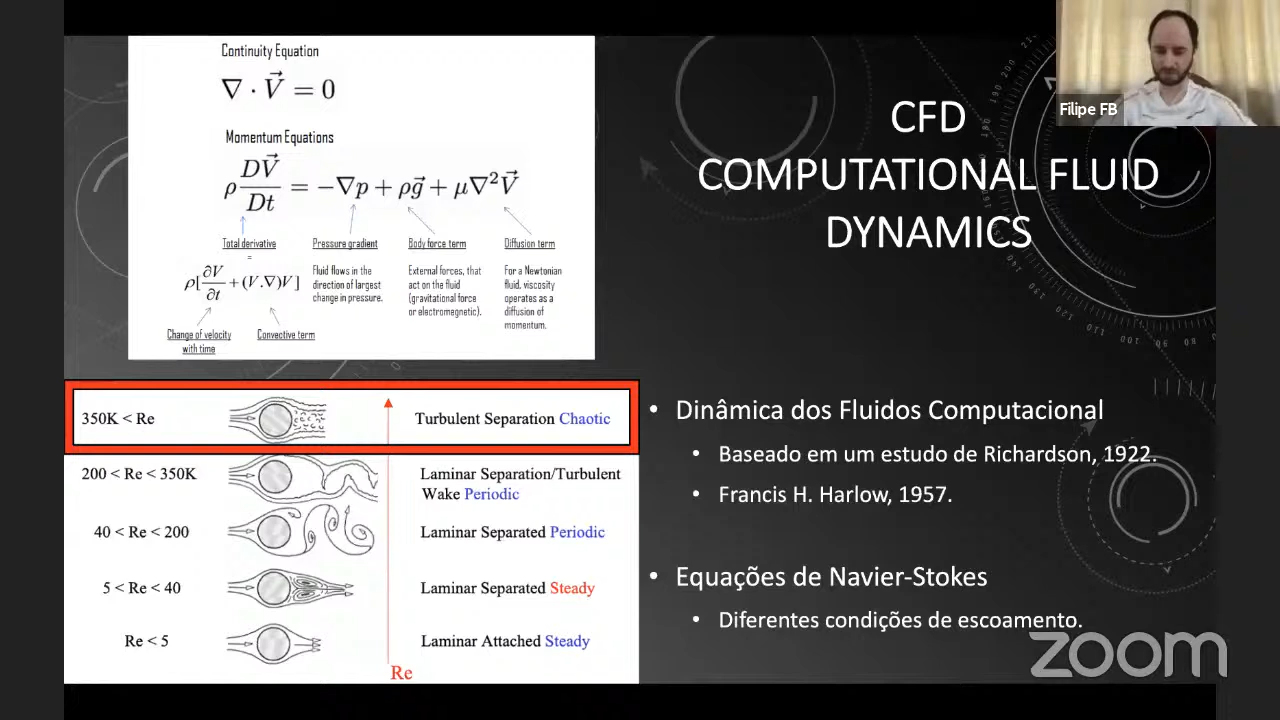 Continuity Equation
∇ · V⃗ = 0
Momentum Equations
ρ DV⃗/Dt = −∇p + ρg⃗ + μ∇²V⃗
Total derivative
=
ρ[∂V/∂t + (V.∇)V]
Change of velocity
with time
Convective term
Pressure gradient
Fluid flows in the
direction of largest
change in pressure.
Body force term
External forces, that
act on the fluid
(gravitational force
or electromagnetic).
Diffusion term
For a Newtonian
fluid, viscosity
operates as a
diffusion of
momentum.
350K < Re
Turbulent Separation Chaotic
200 < Re < 350K
Laminar Separation/Turbulent
Wake Periodic
40 < Re < 200
Laminar Separated Periodic
5 < Re < 40
Laminar Separated Steady
Re < 5
Laminar Attached Steady
Re
CFD
COMPUTATIONAL FLUID
DYNAMICS
• Dinâmica dos Fluidos Computacional
• Baseado em um estudo de Richardson, 1922.
• Francis H. Harlow, 1957.
• Equações de Navier-Stokes
• Diferentes condições de escoamento.
Filipe FB
zoom